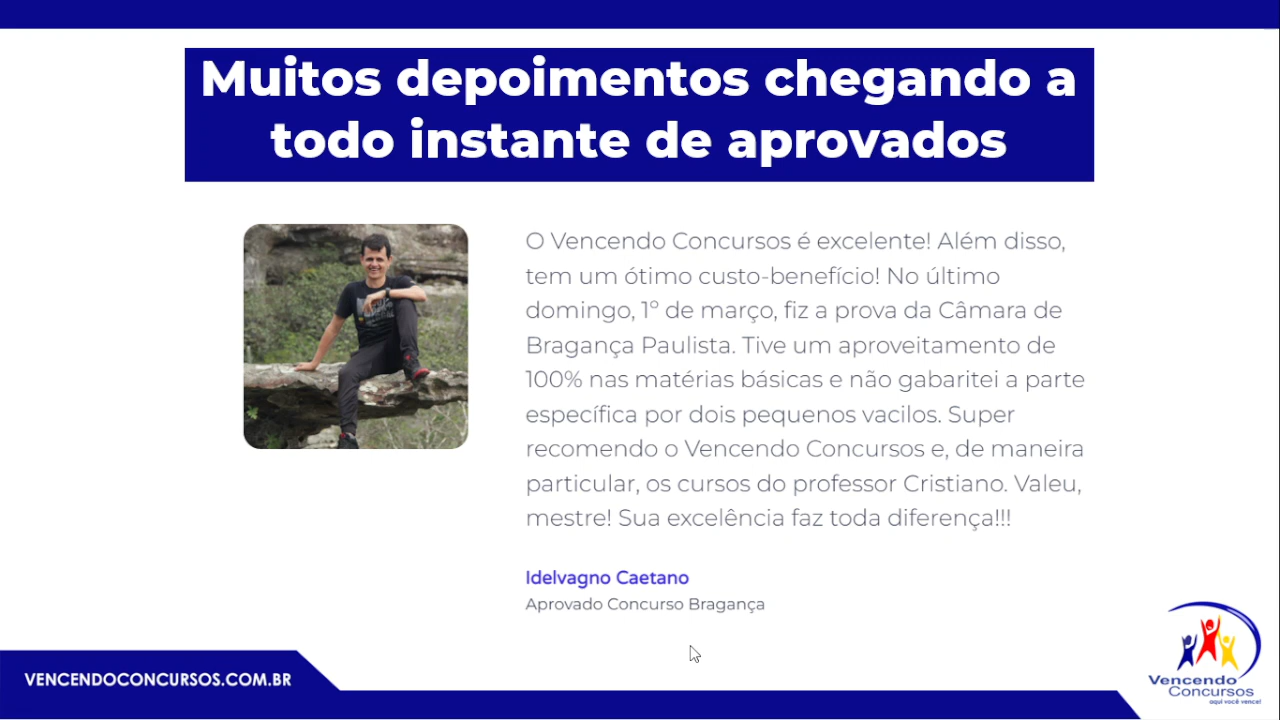 Muitos depoimentos chegando a
todo instante de aprovados
O Vencendo Concursos é excelente! Além disso,
tem um ótimo custo-benefício! No último
domingo, 1º de março, fiz a prova da Câmara de
Bragança Paulista. Tive um aproveitamento de
100% nas matérias básicas e não gabaritei a parte
específica por dois pequenos vacilos. Super
recomendo o Vencendo Concursos e, de maneira
particular, os cursos do professor Cristiano. Valeu,
mestre! Sua excelência faz toda diferença!!!
Idelvagno Caetano
Aprovado Concurso Bragança
VENCENDOCONCURSOS.COM.BR
Vencendo
Concursos
aqui você vence!